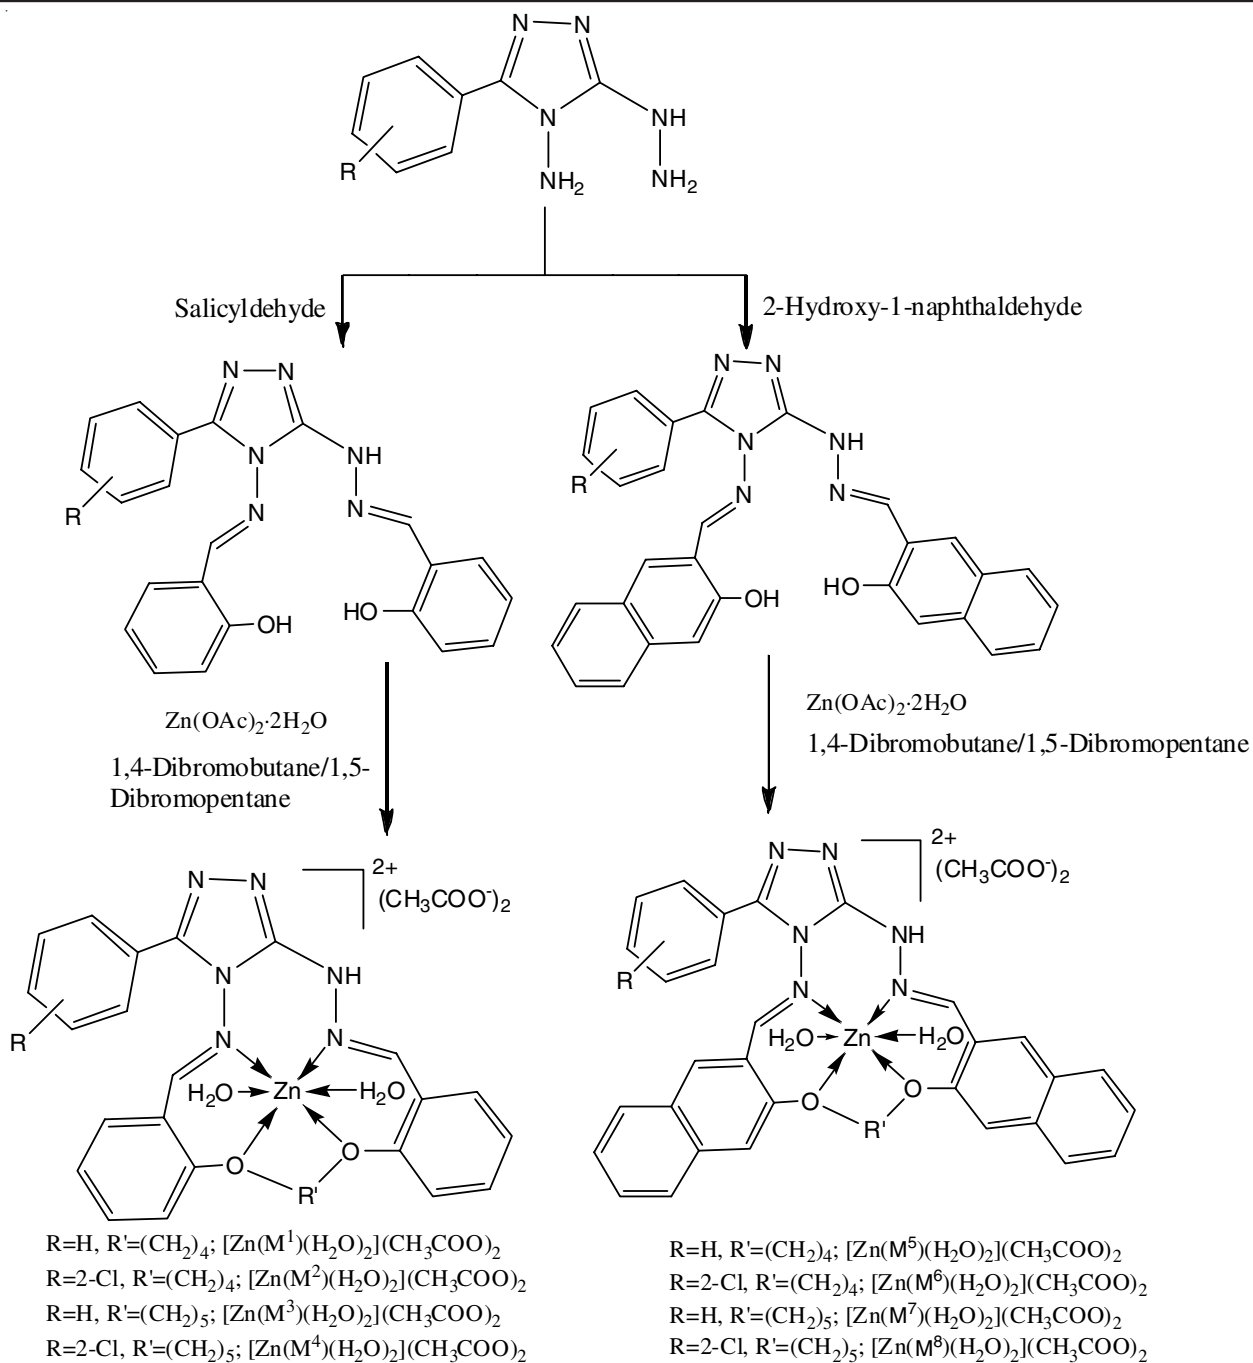 N N
N NH
R
NH₂ NH₂
Salicyldehyde
2-Hydroxy-1-naphthaldehyde
N N
N NH
R
N N
OH HO
N N
N NH
R
N N
OH HO
Zn(OAc)₂·2H₂O
1,4-Dibromobutane/1,5-
Dibromopentane
Zn(OAc)₂·2H₂O
1,4-Dibromobutane/1,5-Dibromopentane
2+
N N (CH₃COO⁻)₂
N NH
R
N N
H₂O Zn H₂O
O O
R'
2+
N N (CH₃COO⁻)₂
N NH
R
N N
H₂O Zn H₂O
O O
R'
R=H, R'=(CH₂)₄; [Zn(M¹)(H₂O)₂](CH₃COO)₂
R=2-Cl, R'=(CH₂)₄; [Zn(M²)(H₂O)₂](CH₃COO)₂
R=H, R'=(CH₂)₅; [Zn(M³)(H₂O)₂](CH₃COO)₂
R=2-Cl, R'=(CH₂)₅; [Zn(M⁴)(H₂O)₂](CH₃COO)₂
R=H, R'=(CH₂)₄; [Zn(M⁵)(H₂O)₂](CH₃COO)₂
R=2-Cl, R'=(CH₂)₄; [Zn(M⁶)(H₂O)₂](CH₃COO)₂
R=H, R'=(CH₂)₅; [Zn(M⁷)(H₂O)₂](CH₃COO)₂
R=2-Cl, R'=(CH₂)₅; [Zn(M⁸)(H₂O)₂](CH₃COO)₂